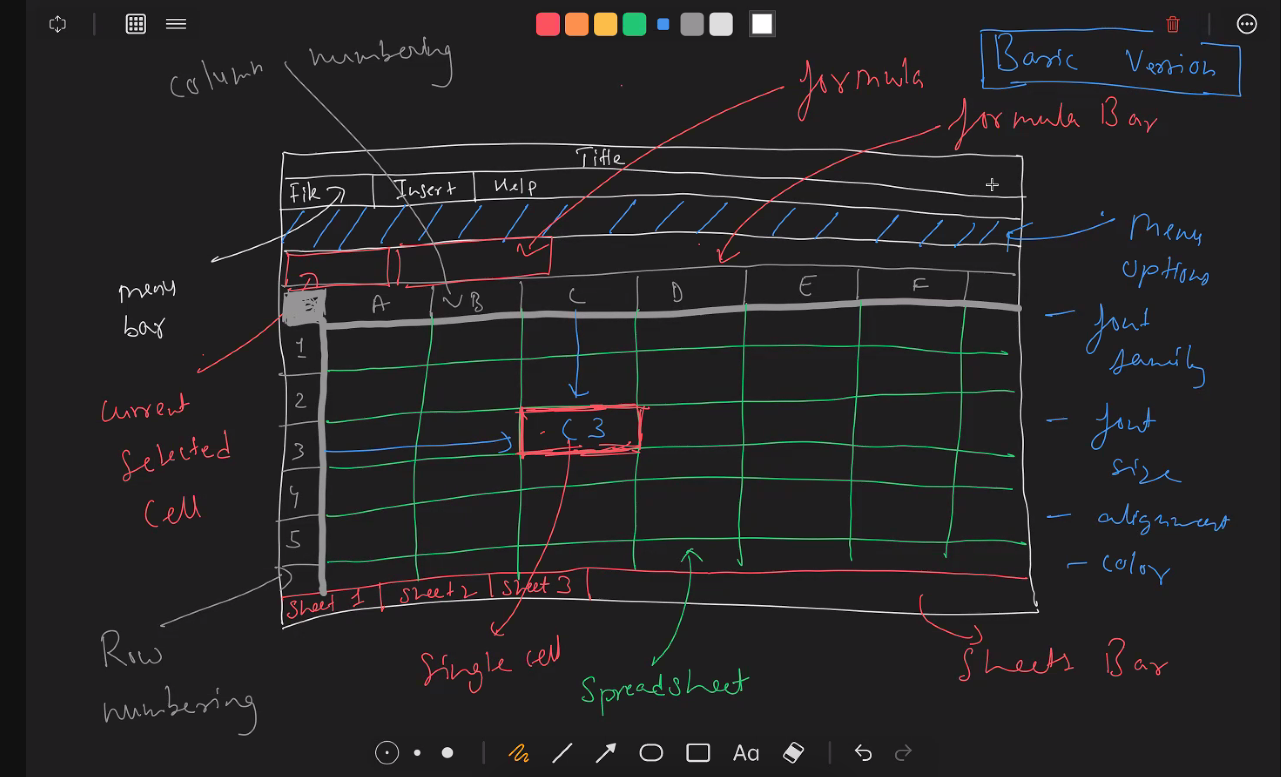 Basic Version
column numbering
formula
formula Bar
Title
File Insert Help
menu options
- font family
- font size
- alignment
- color
menu bar
current selected cell
A B C D E F
1
2
3
4
5
C3
Sheet 1 Sheet 2 Sheet 3
Row numbering
Single cell
Spreadsheet
Sheets Bar
Aa